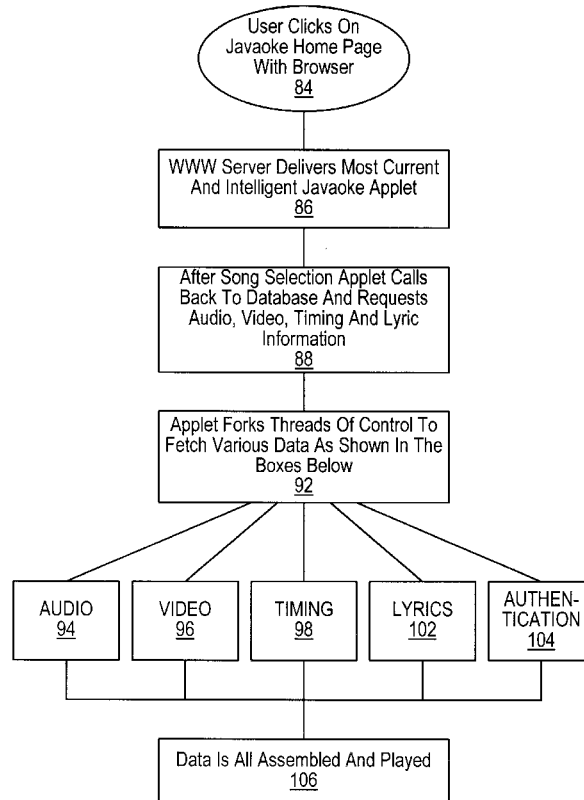 User Clicks On
Javaoke Home Page
With Browser
84
WWW Server Delivers Most Current
And Intelligent Javaoke Applet
86
After Song Selection Applet Calls
Back To Database And Requests
Audio, Video, Timing And Lyric
Information
88
Applet Forks Threads Of Control To
Fetch Various Data As Shown In The
Boxes Below
92
AUDIO
94
VIDEO
96
TIMING
98
LYRICS
102
AUTHEN-
TICATION
104
Data Is All Assembled And Played
106